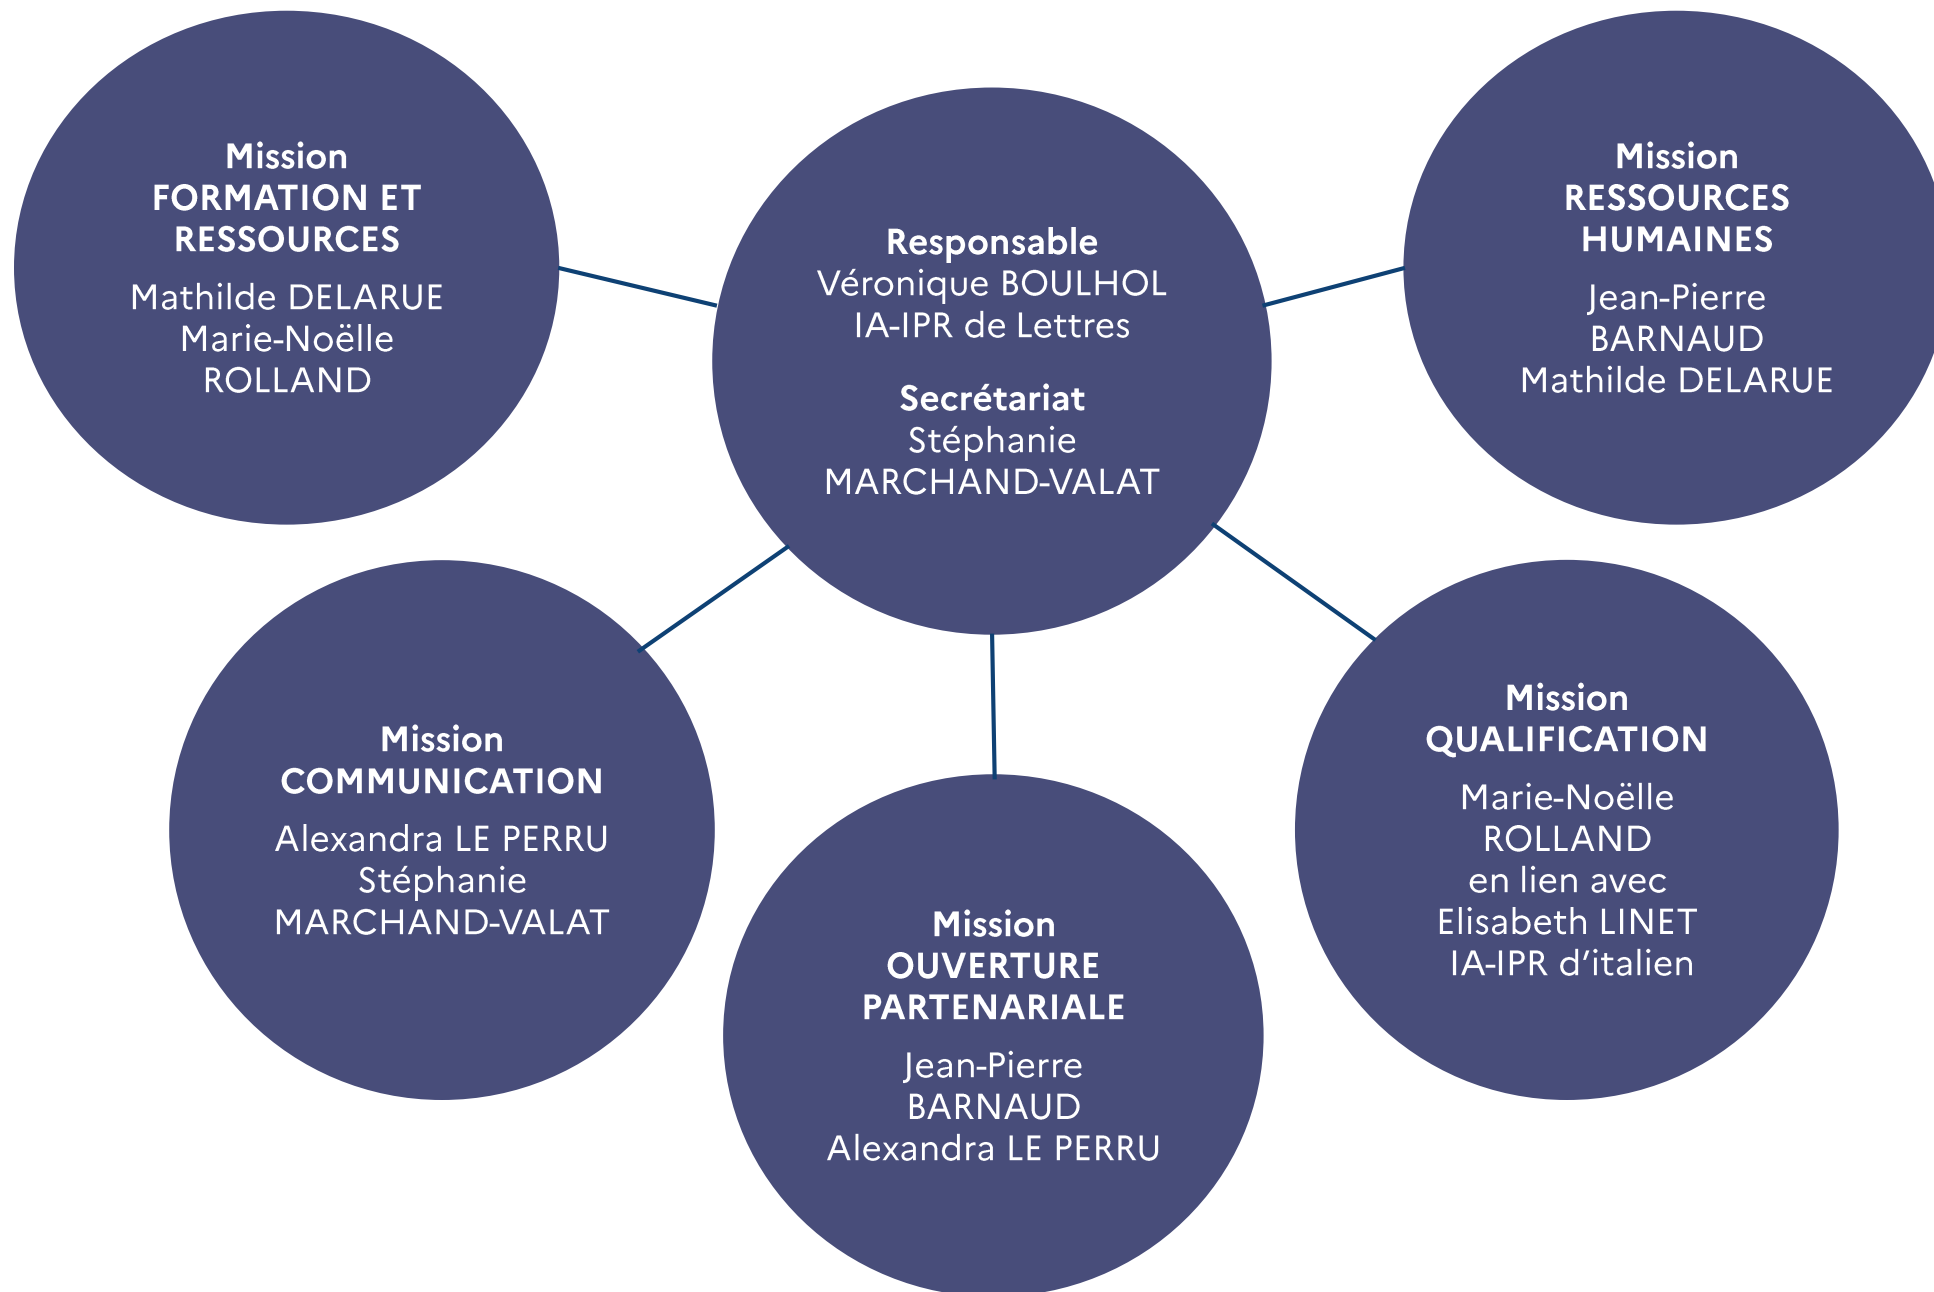 Mission
FORMATION ET
RESSOURCES
Mathilde DELARUE
Marie-Noëlle
ROLLAND
Responsable
Véronique BOULHOL
IA-IPR de Lettres
Secrétariat
Stéphanie
MARCHAND-VALAT
Mission
RESSOURCES
HUMAINES
Jean-Pierre
BARNAUD
Mathilde DELARUE
Mission
COMMUNICATION
Alexandra LE PERRU
Stéphanie
MARCHAND-VALAT
Mission
OUVERTURE
PARTENARIALE
Jean-Pierre
BARNAUD
Alexandra LE PERRU
Mission
QUALIFICATION
Marie-Noëlle
ROLLAND
en lien avec
Elisabeth LINET
IA-IPR d’italien